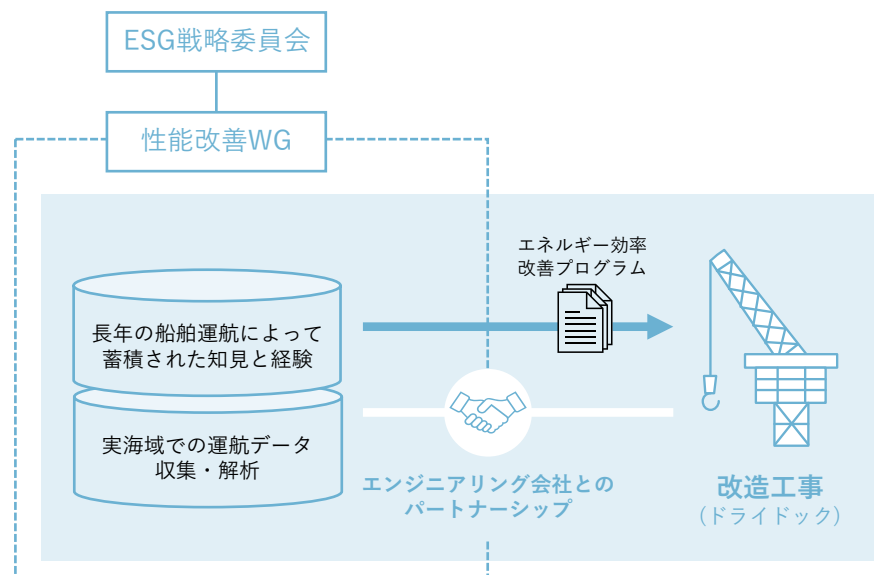 ESG戦略委員会
性能改善WG
エネルギー効率
改善プログラム
長年の船舶運航によって
蓄積された知見と経験
実海域での運航データ
収集・解析
エンジニアリング会社との
パートナーシップ
改造工事
(ドライドック)